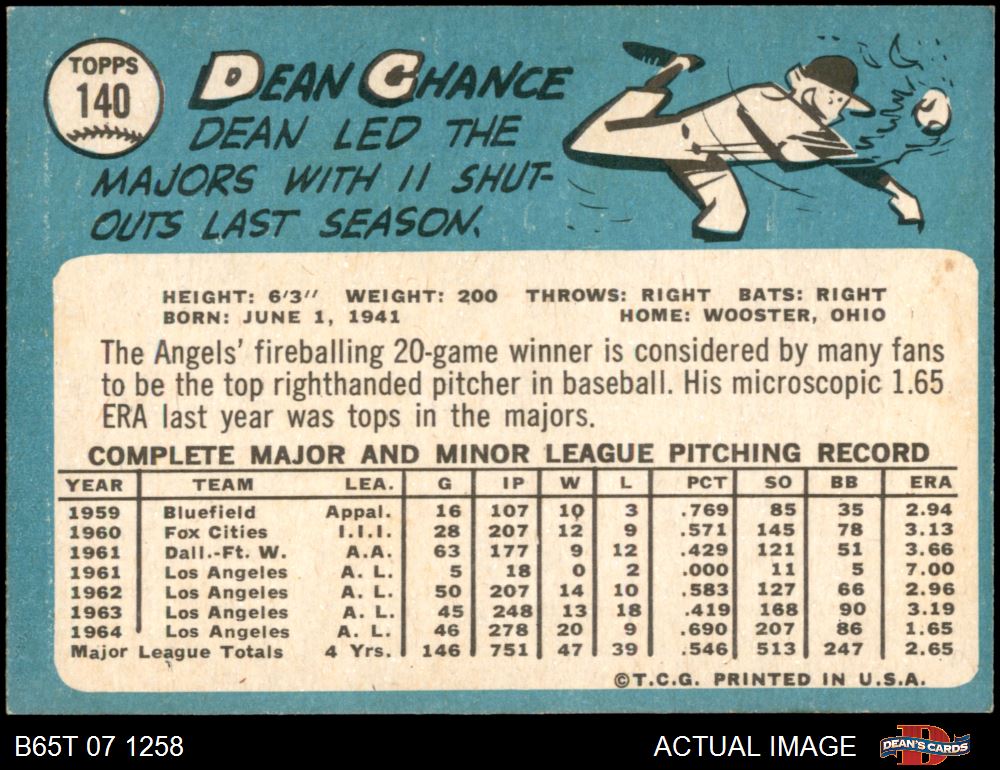 TOPPS
140
DEAN CHANCE
DEAN LED THE
MAJORS WITH 11 SHUT-
OUTS LAST SEASON.
HEIGHT: 6'3" WEIGHT: 200 THROWS: RIGHT BATS: RIGHT
BORN: JUNE 1, 1941 HOME: WOOSTER, OHIO
The Angels' fireballing 20-game winner is considered by many fans
to be the top righthanded pitcher in baseball. His microscopic 1.65
ERA last year was tops in the majors.
COMPLETE MAJOR AND MINOR LEAGUE PITCHING RECORD
YEAR TEAM LEA. G IP W L PCT SO BB ERA
1959 Bluefield Appal. 16 107 10 3 .769 85 35 2.94
1960 Fox Cities I.I.I. 28 207 12 9 .571 145 78 3.13
1961 Dall.-Ft. W. A.A. 63 177 9 12 .429 121 51 3.66
1961 Los Angeles A. L. 5 18 0 2 .000 11 5 7.00
1962 Los Angeles A. L. 50 207 14 10 .583 127 66 2.96
1963 Los Angeles A. L. 45 248 13 18 .419 168 90 3.19
1964 Los Angeles A. L. 46 278 20 9 .690 207 86 1.65
Major League Totals 4 Yrs. 146 751 47 39 .546 513 247 2.65
©T.C.G. PRINTED IN U.S.A.
B65T 07 1258 ACTUAL IMAGE DEAN'S CARDS